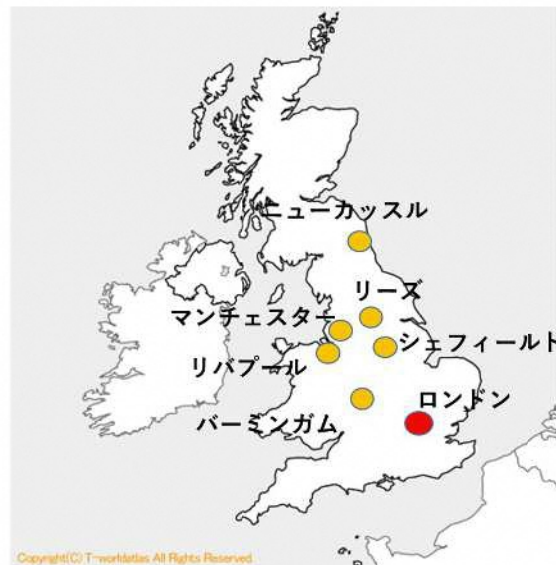 ニューカッスル
リーズ
マンチェスター
シェフィールド
リバプール
ロンドン
バーミンガム
Copyright(C) T-worldatlas All Rights Reserved